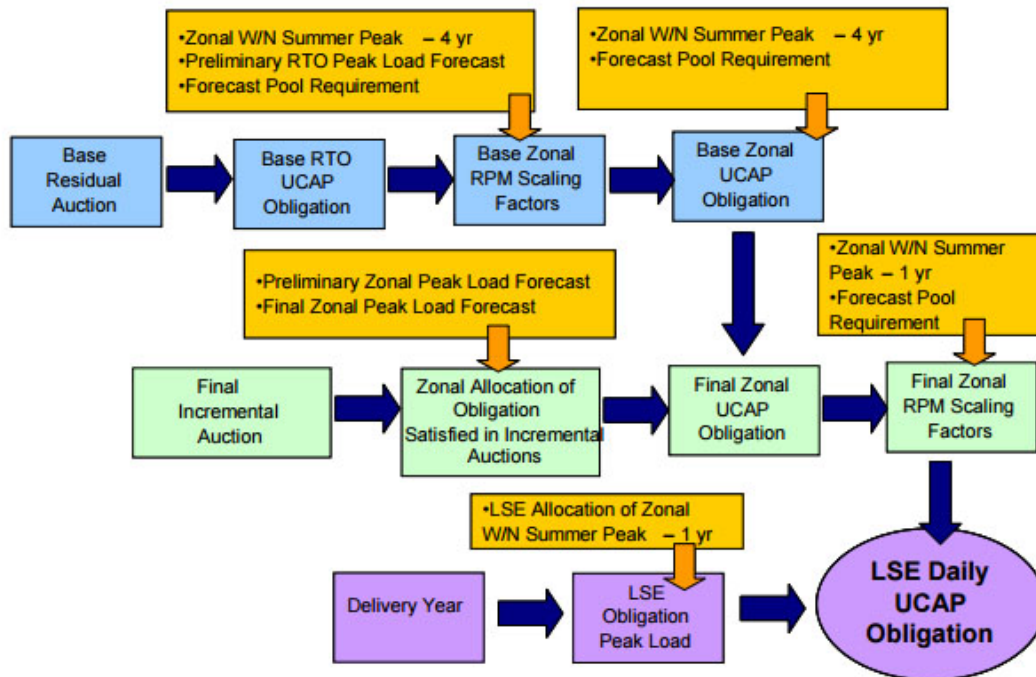 •Zonal W/N Summer Peak – 4 yr
•Preliminary RTO Peak Load Forecast
•Forecast Pool Requirement
•Zonal W/N Summer Peak – 4 yr
•Forecast Pool Requirement
Base
Residual
Auction
Base RTO
UCAP
Obligation
Base Zonal
RPM Scaling
Factors
Base Zonal
UCAP
Obligation
•Preliminary Zonal Peak Load Forecast
•Final Zonal Peak Load Forecast
•Zonal W/N Summer
Peak – 1 yr
•Forecast Pool
Requirement
Final
Incremental
Auction
Zonal Allocation of
Obligation
Satisfied in Incremental
Auctions
Final Zonal
UCAP
Obligation
Final Zonal
RPM Scaling
Factors
•LSE Allocation of Zonal
W/N Summer Peak – 1 yr
Delivery Year
LSE
Obligation
Peak Load
LSE Daily
UCAP
Obligation